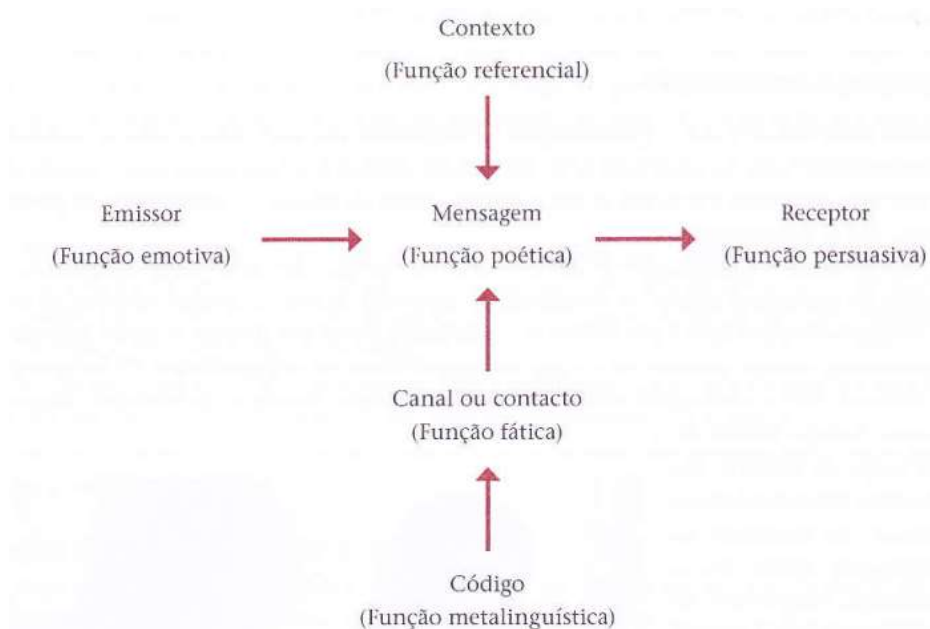 Contexto
(Função referencial)
Emissor
(Função emotiva)
Mensagem
(Função poética)
Receptor
(Função persuasiva)
Canal ou contacto
(Função fática)
Código
(Função metalinguística)